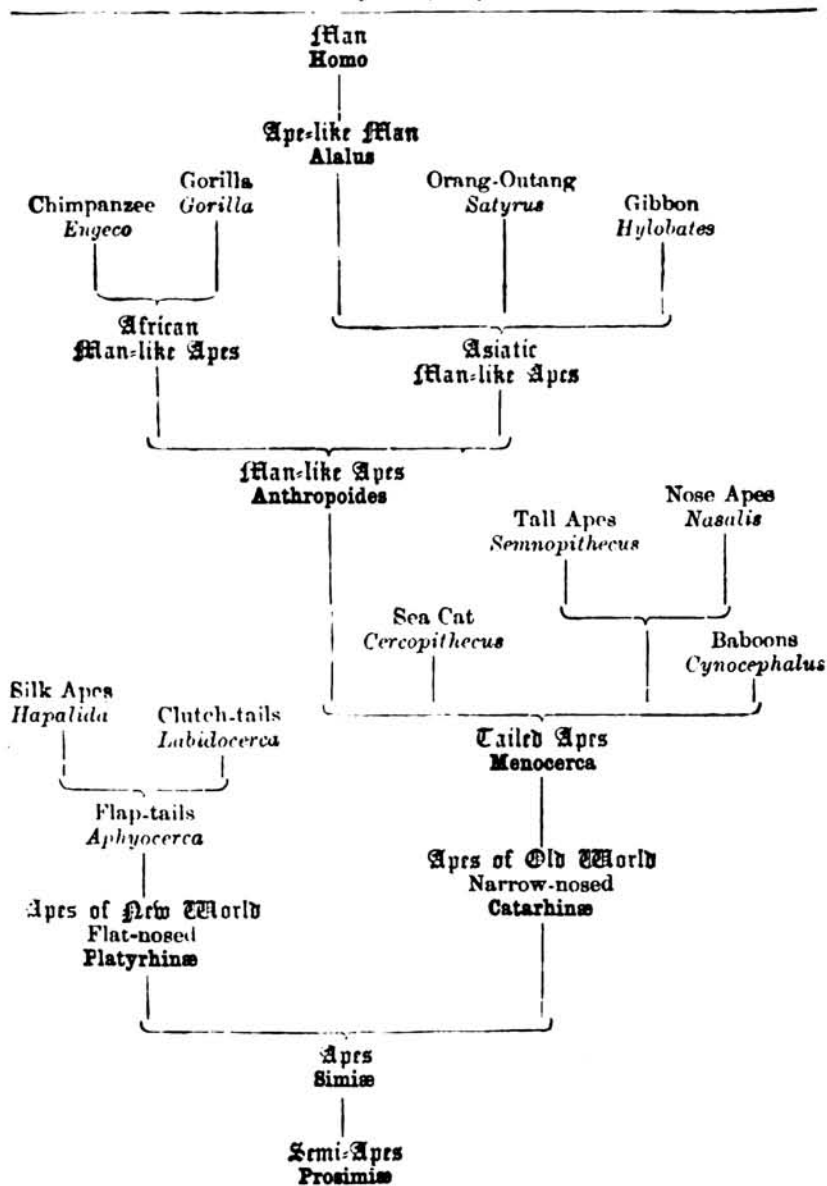 Man
Homo
Ape-like Man
Alalus
Chimpanzee
Engeco
Gorilla
Gorilla
Orang-Outang
Satyrus
Gibbon
Hylobates
African
Man-like Apes
Asiatic
Man-like Apes
Man-like Apes
Anthropoides
Tall Apes
Semnopithecus
Nose Apes
Nasalis
Sea Cat
Cercopithecus
Baboons
Cynocephalus
Silk Apes
Hapalida
Clutch-tails
Labidocerca
Tailed Apes
Menocerca
Flap-tails
Aphyocerca
Apes of Old World
Narrow-nosed
Catarhinæ
Apes of New World
Flat-nosed
Platyrhinæ
Apes
Simiæ
Semi-Apes
Prosimiæ